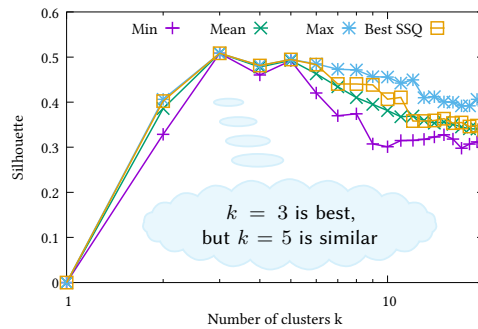 Min Mean Max Best SSQ
0.6
0.5
0.4
0.3
0.2
0.1
0
Silhouette
k = 3 is best,
but k = 5 is similar
1 10
Number of clusters k